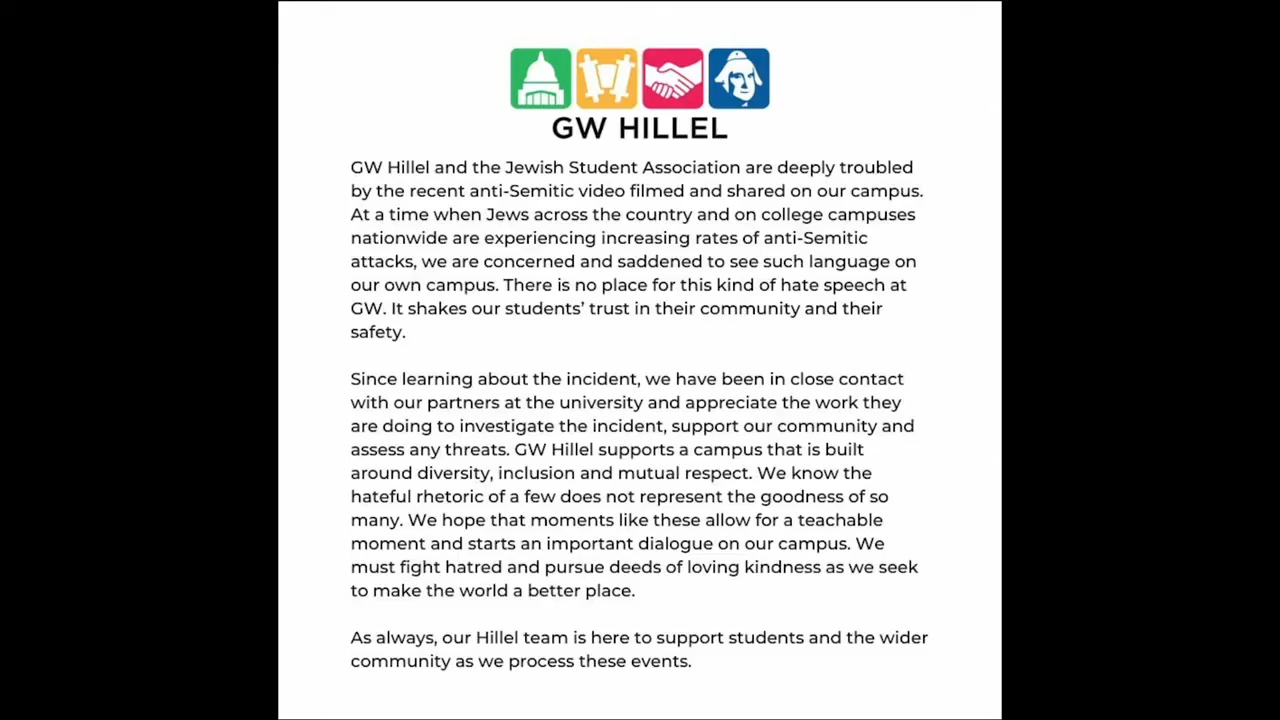 GW HILLEL
GW Hillel and the Jewish Student Association are deeply troubled
by the recent anti-Semitic video filmed and shared on our campus.
At a time when Jews across the country and on college campuses
nationwide are experiencing increasing rates of anti-Semitic
attacks, we are concerned and saddened to see such language on
our own campus. There is no place for this kind of hate speech at
GW. It shakes our students’ trust in their community and their
safety.
Since learning about the incident, we have been in close contact
with our partners at the university and appreciate the work they
are doing to investigate the incident, support our community and
assess any threats. GW Hillel supports a campus that is built
around diversity, inclusion and mutual respect. We know the
hateful rhetoric of a few does not represent the goodness of so
many. We hope that moments like these allow for a teachable
moment and starts an important dialogue on our campus. We
must fight hatred and pursue deeds of loving kindness as we seek
to make the world a better place.
As always, our Hillel team is here to support students and the wider
community as we process these events.